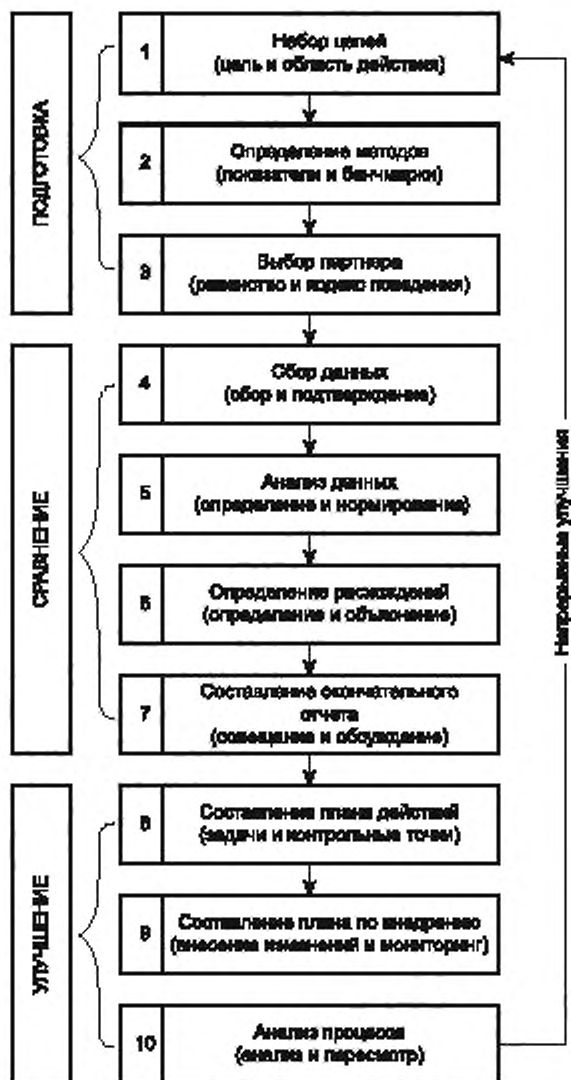 ПОДГОТОВКА
1
Набор целей
(цель и область действия)
2
Определение методов
(показатели и бенчмарки)
3
Выбор партнера
(равенство и кодекс поведения)
СРАВНЕНИЕ
4
Сбор данных
(сбор и подтверждение)
5
Анализ данных
(определение и нормирование)
6
Определение расхождений
(определение и объяснение)
7
Составление окончательного
отчета
(совещание и обсуждение)
УЛУЧШЕНИЕ
8
Составление плана действий
(задачи и контрольные точки)
9
Составление плана по внедрению
(внесение изменений и мониторинг)
10
Анализ процесса
(анализ и пересмотр)
Непрерывные улучшения